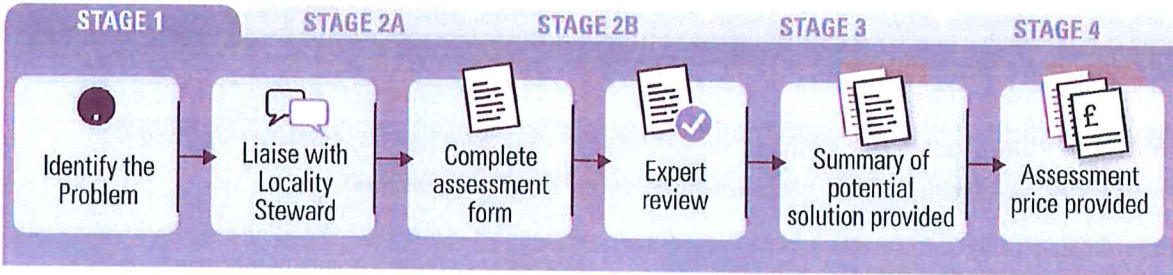 STAGE 1
STAGE 2A
STAGE 2B
STAGE 3
STAGE 4
Identify the
Problem
Liaise with
Locality
Steward
Complete
assessment
form
Expert
review
Summary of
potential
solution provided
£
Assessment
price provided